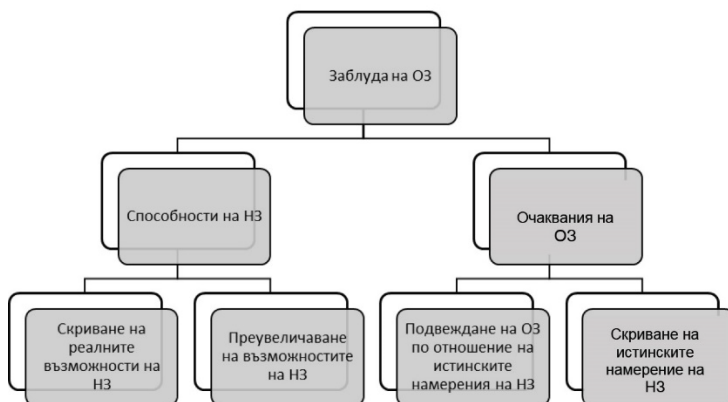 Заблуда на ОЗ
Способности на НЗ
Очаквания на
ОЗ
Скриване на
реалните
възможности на
НЗ
Преувеличаване
на възможностите
на НЗ
Подвеждане на ОЗ
по отношение на
истинските
намерения на НЗ
Скриване на
истинските
намерение на
НЗ